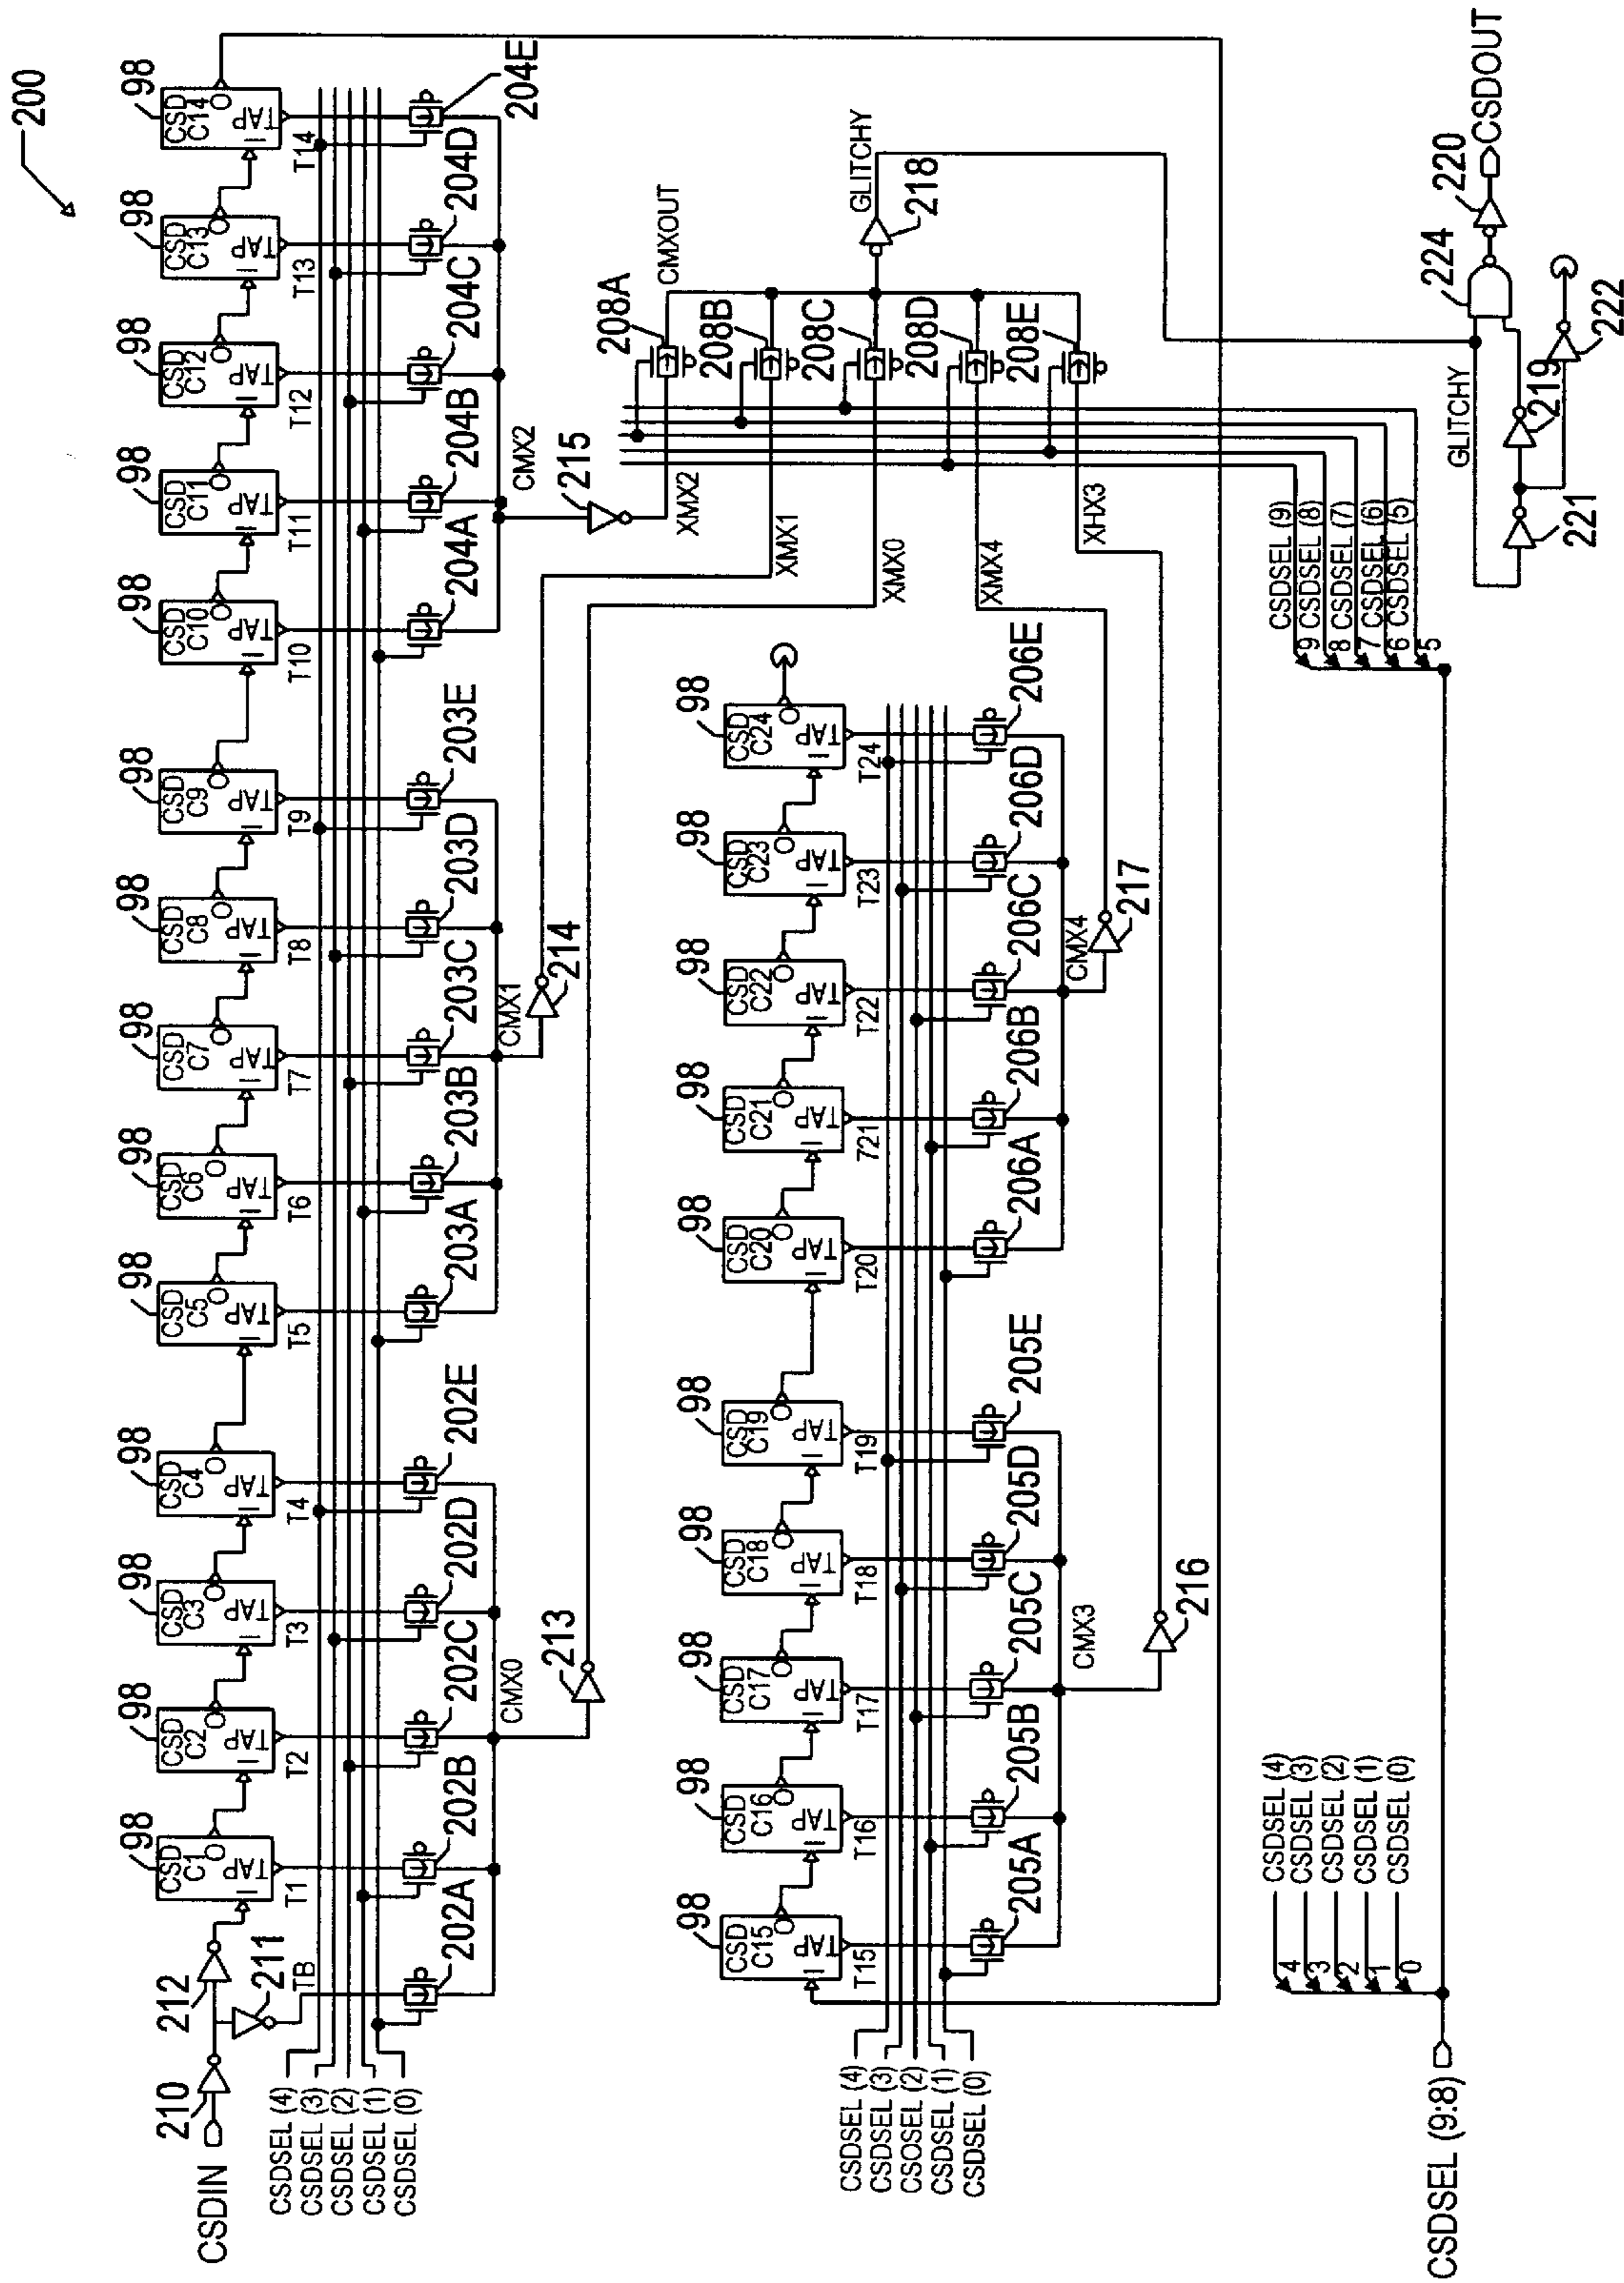 200
98 98 98 98 98 98 98 98 98 98 98 98 98 98
CSD C1 O I TAP
CSD C2 O I TAP
CSD C3 O I TAP
CSD C4 O I TAP
CSD C5 O I TAP
CSD C6 O I TAP
CSD C7 O I TAP
CSD C8 O I TAP
CSD C9 O I TAP
CSD C10 O I TAP
CSD C11 O I TAP
CSD C12 O I TAP
CSD C13 O I TAP
CSD C14 O I TAP
CSDIN
210
212
211
TB T1 T2 T3 T4 T5 T6 T7 T8 T9 T10 T11 T12 T13 T14
CSDSEL (4)
CSDSEL (3)
CSDSEL (2)
CSDSEL (1)
CSDSEL (0)
202A 202B 202C 202D 202E 203A 203B 203C 203D 203E 204A 204B 204C 204D 204E
CMX0
CMX1
CMX2
213
214
215
XMX2
XMX1
XMX0
XMX4
XHX3
208A
208B
208C
208D
208E
CMXOUT
GLITCHY
218
98 98 98 98 98 98 98 98 98 98
CSD C15 O I TAP
CSD C16 O I TAP
CSD C17 O I TAP
CSD C18 O I TAP
CSD C19 O I TAP
CSD C20 O I TAP
CSD C21 O I TAP
CSD C22 O I TAP
CSD C23 O I TAP
CSD C24 O I TAP
T15 T16 T17 T18 T19 T20 721 T22 T23 T24
CSDSEL (4)
CSDSEL (3)
CSOSEL (2)
CSDSEL (1)
CSDSEL (0)
205A 205B 205C 205D 205E 206A 206B 206C 206D 206E
CMX3
CMX4
216
217
CSDSEL (9:8)
4 CSDSEL (4)
3 CSDSEL (3)
2 CSDSEL (2)
1 CSDSEL (1)
0 CSDSEL (0)
9 CSDSEL (9)
8 CSDSEL (8)
7 CSDSEL (7)
6 CSDSEL (6)
5 CSDSEL (5)
GLITCHY
221
219
222
224
220
CSDOUT